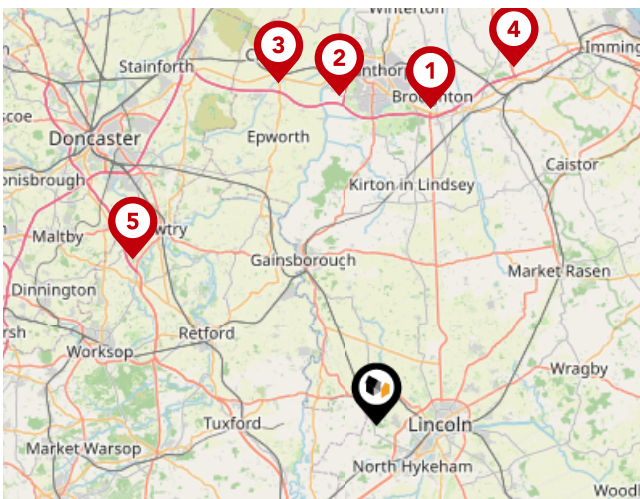 Winterton
4
3
2
Stainforth
1
Imming
Doncaster
Epworth
Caistor
Kirton in Lindsey
5
Maltby
Gainsborough
Market Rasen
Dinnington
Retford
Worksop
Wragby
Tuxford
Lincoln
Market Warsop
North Hykeham
Wood